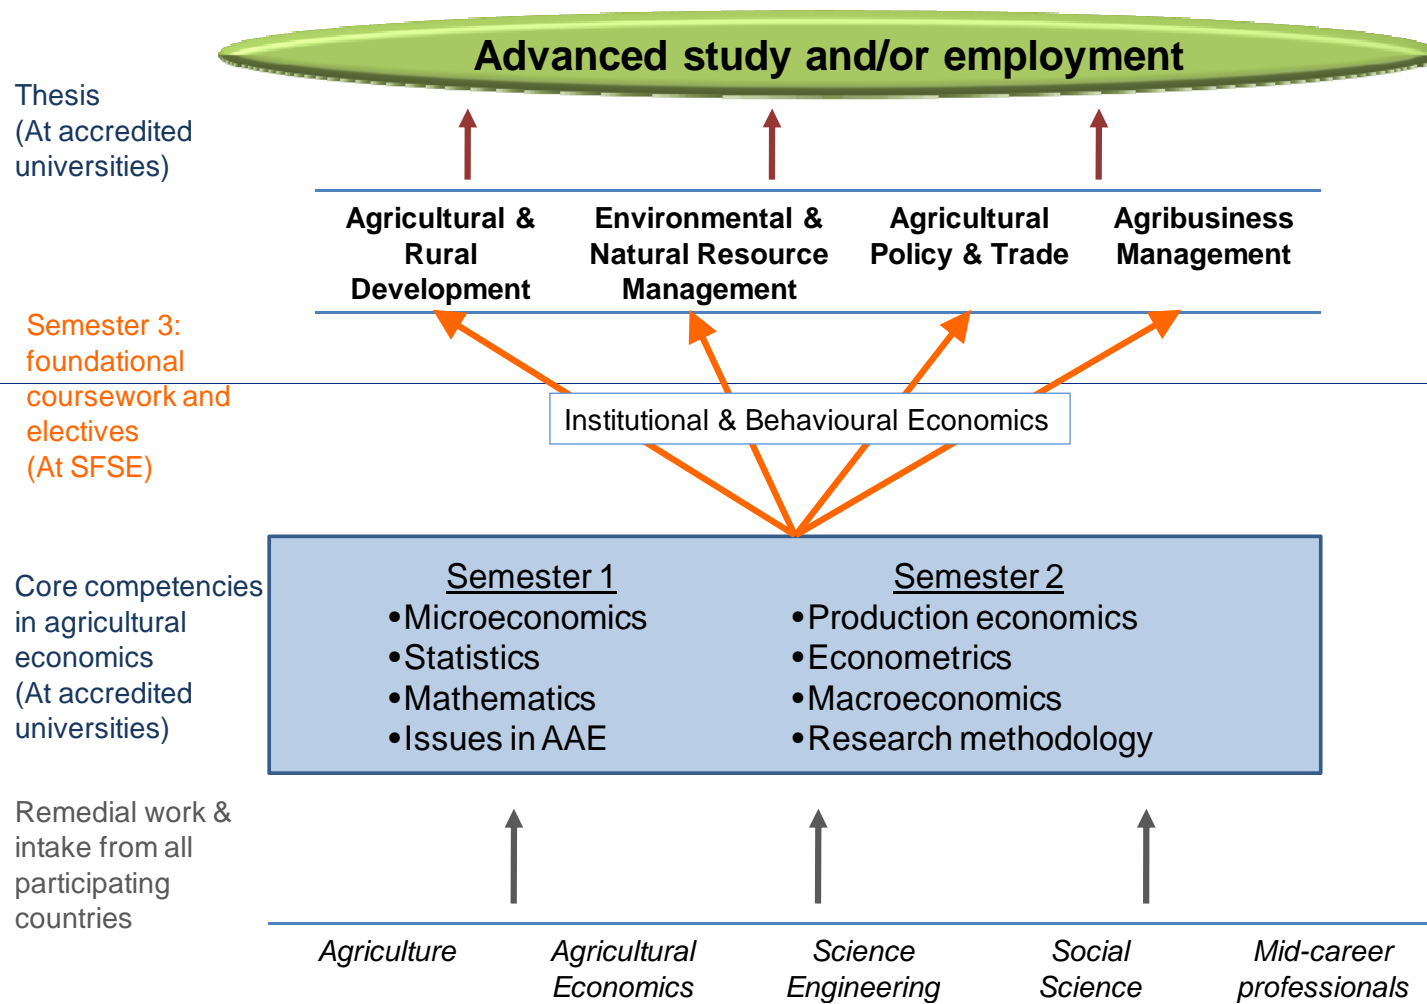 Advanced study and/or employment
Thesis
(At accredited
universities)
Agricultural &
Rural
Development
Environmental &
Natural Resource
Management
Agricultural
Policy & Trade
Agribusiness
Management
Semester 3:
foundational
coursework and
electives
(At SFSE)
Institutional & Behavioural Economics
Core competencies
in agricultural
economics
(At accredited
universities)
Semester 1
•Microeconomics
•Statistics
•Mathematics
•Issues in AAE
Semester 2
•Production economics
•Econometrics
•Macroeconomics
•Research methodology
Remedial work &
intake from all
participating
countries
Agriculture
Agricultural
Economics
Science
Engineering
Social
Science
Mid-career
professionals